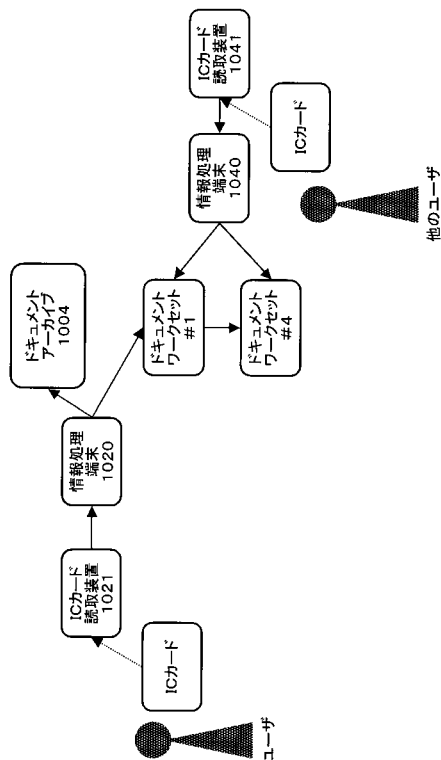 ユーザ
ICカード
ICカード
読取装置
1021
情報処理
端末
1020
ドキュメント
アーカイブ
1004
ドキュメント
ワークセット
#1
ドキュメント
ワークセット
#4
情報処理
端末
1040
ICカード
読取装置
1041
ICカード
他のユーザ